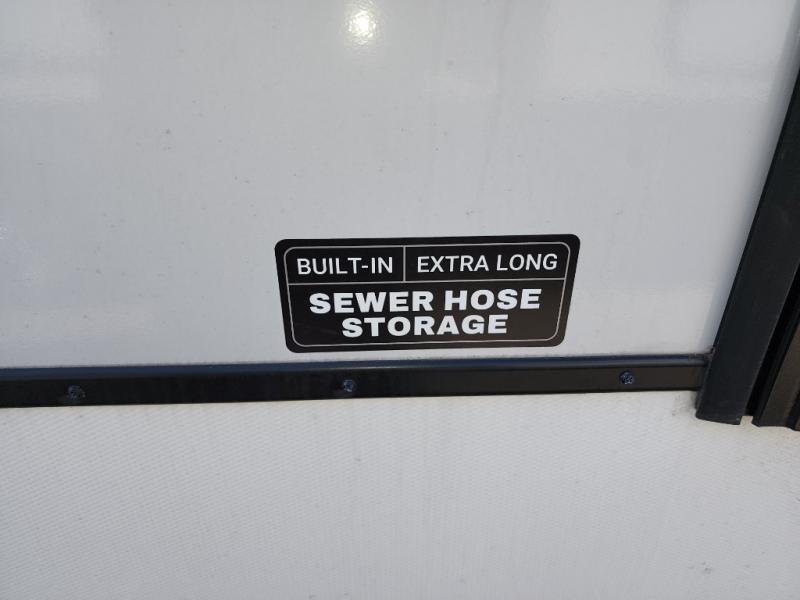 BUILT-IN EXTRA LONG
SEWER HOSE
STORAGE